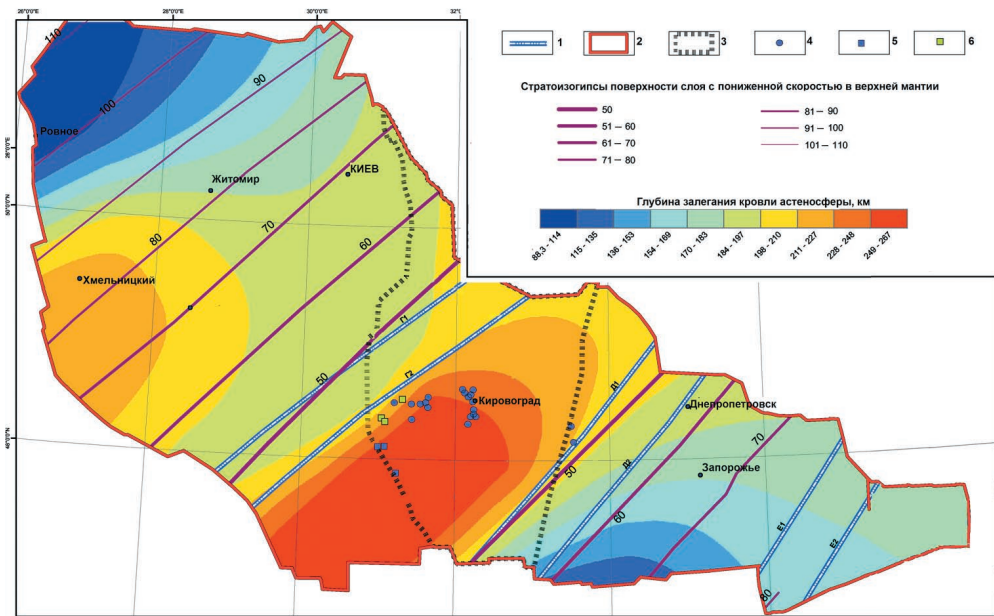 26°0'0"E
28°0'0"E
30°0'0"E
32°
1
2
3
4
5
6
Стратоизогипсы поверхности слоя с пониженной скоростью в верхней мантии
50
51 – 60
61 – 70
71 – 80
81 – 90
91 – 100
101 – 110
Глубина залегания кровли астеносферы, км
88,3 - 114
115 - 135
136 - 153
154 - 169
170 - 183
184 - 197
198 - 210
211 - 227
228 - 248
249 - 267
110
90
100
Ровное
КИЕВ
Житомир
70
80
60
Хмельницкий
Г1
50
Г2
Кировоград
Д1
Днепропетровск
70
48°0'0"N
50
Д2
Запорожье
60
Е1
Е2
80